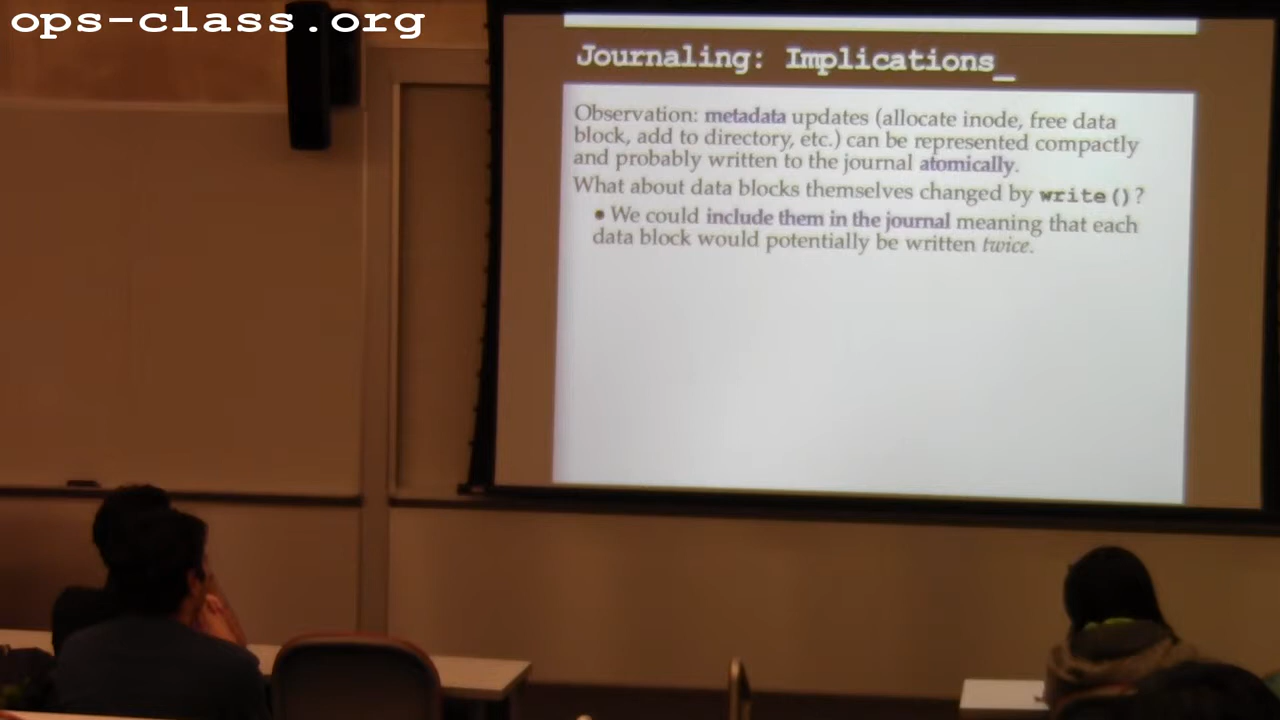 ops-class.org
Journaling: Implications_
Observation: metadata updates (allocate inode, free data
block, add to directory, etc.) can be represented compactly
and probably written to the journal atomically.
What about data blocks themselves changed by write()?
• We could include them in the journal meaning that each
data block would potentially be written twice.